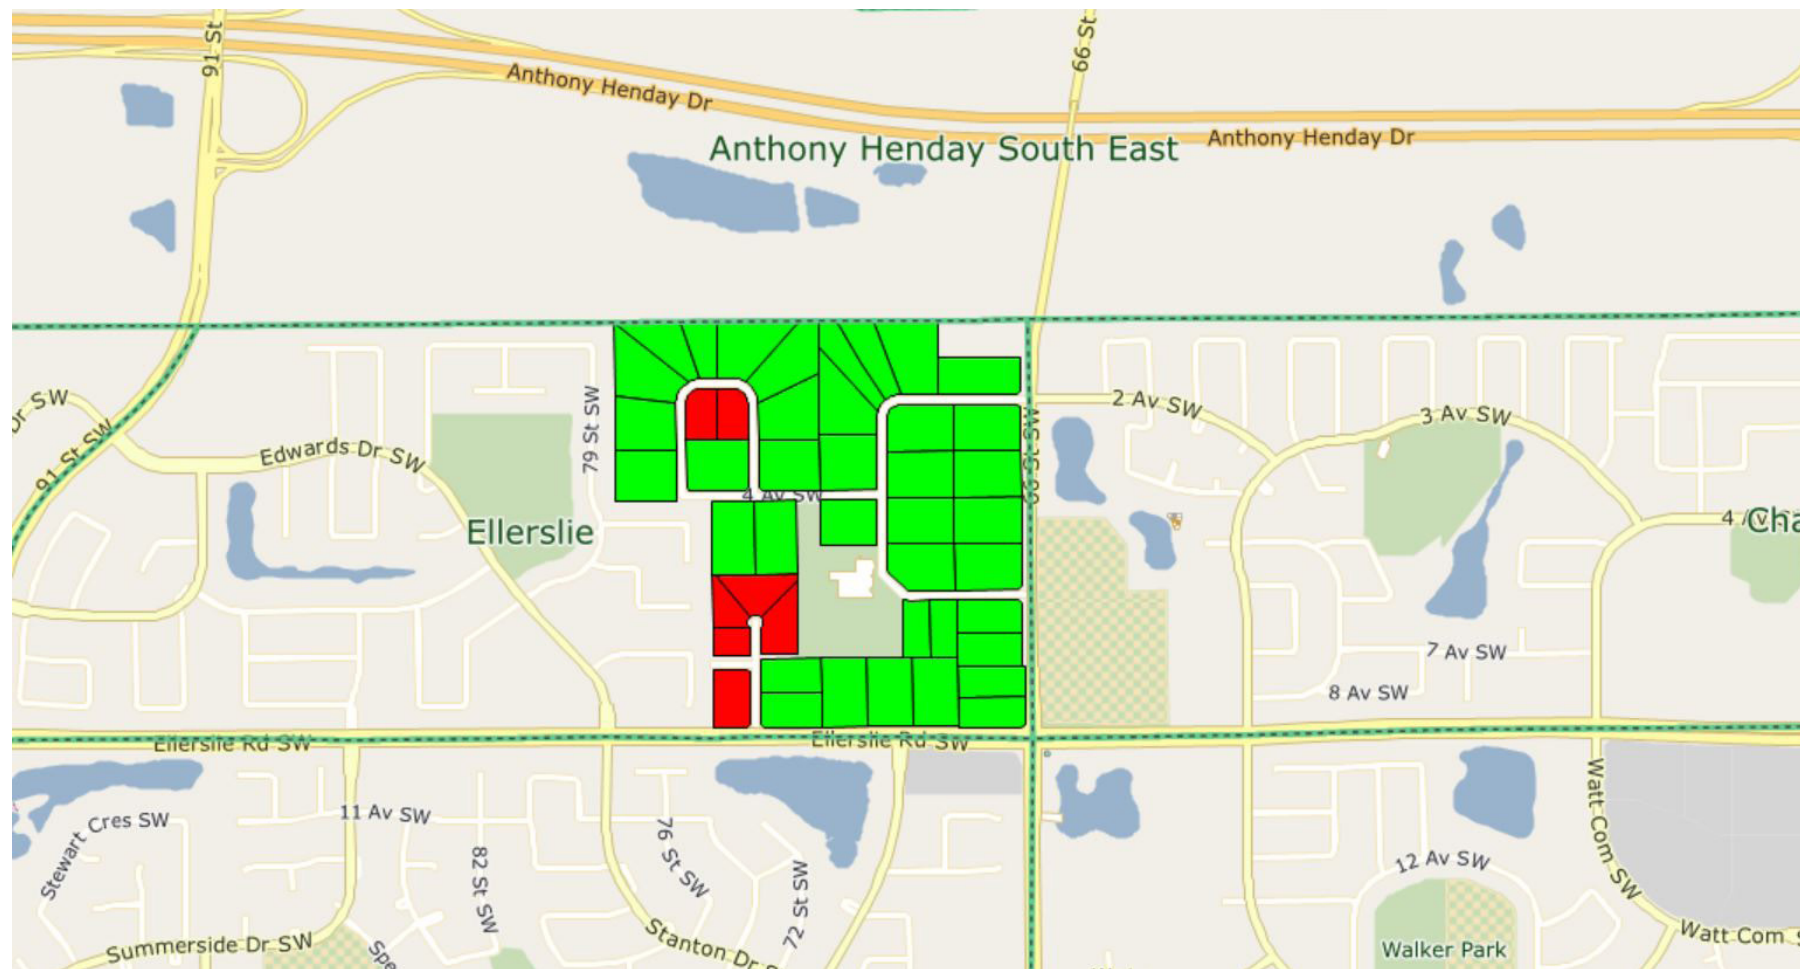 91 St
66 St
Anthony Henday Dr
Anthony Henday South East
Anthony Henday Dr
Dr SW
91 St SW
Edwards Dr SW
79 St SW
2 Av SW
3 Av SW
St SW
4 Av SW
Ellerslie
4 Av
Cha
7 Av SW
8 Av SW
Ellerslie Rd SW
Ellerslie Rd SW
Stewart Cres SW
11 Av SW
82 St SW
76 St SW
72 St SW
Watt Com SW
12 Av SW
Summerside Dr SW
Spe
Stanton Dr S
Walker Park
Watt Com S